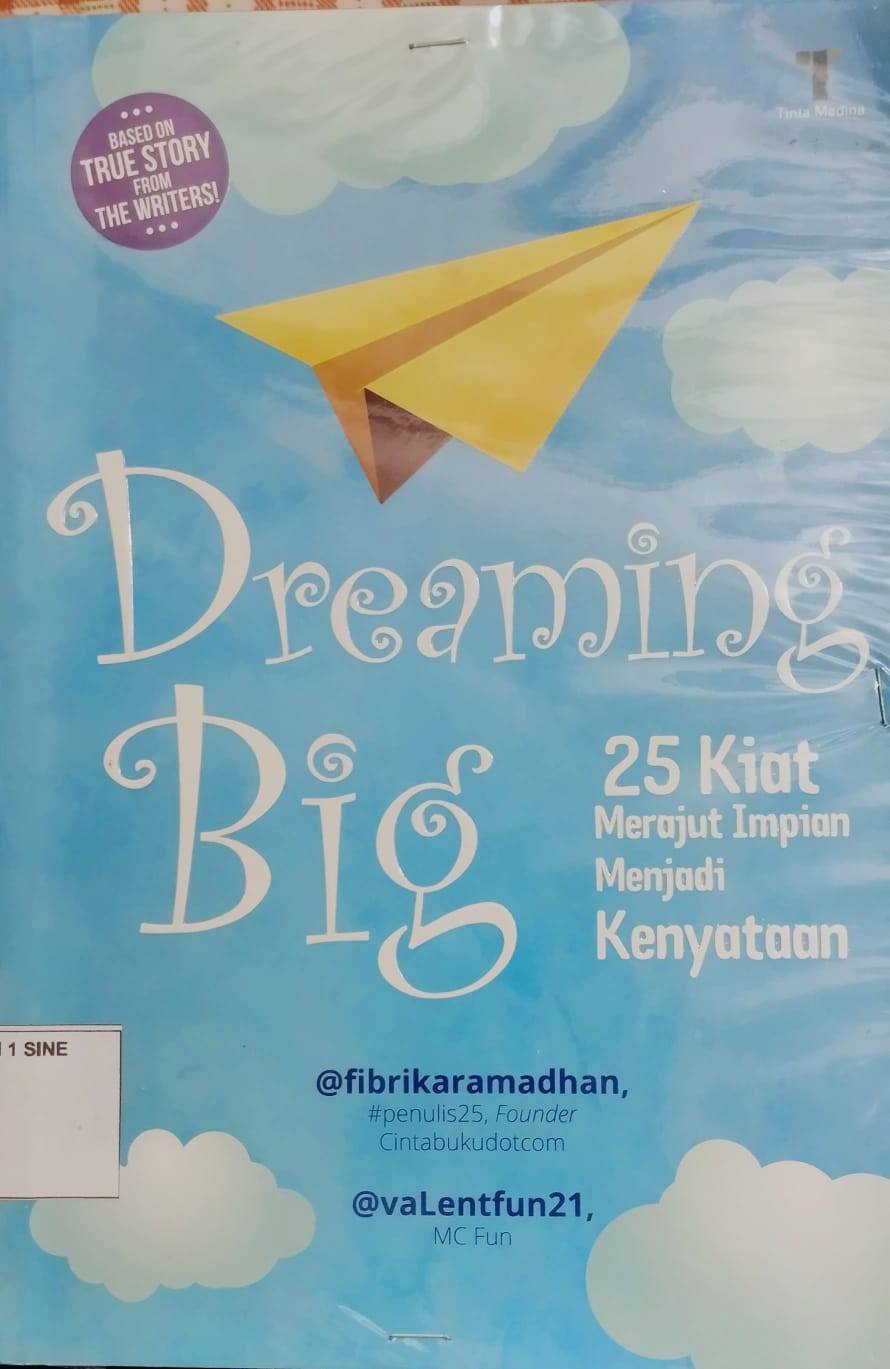 Tinta Medina
BASED ON
TRUE STORY
FROM
THE WRITERS!
Dreaming
Big
25 Kiat
Merajut Impian
Menjadi
Kenyataan
1 SINE
@fibrikaramadhan,
#penulis25, Founder
Cintabukudotcom
@vaLentfun21,
MC Fun